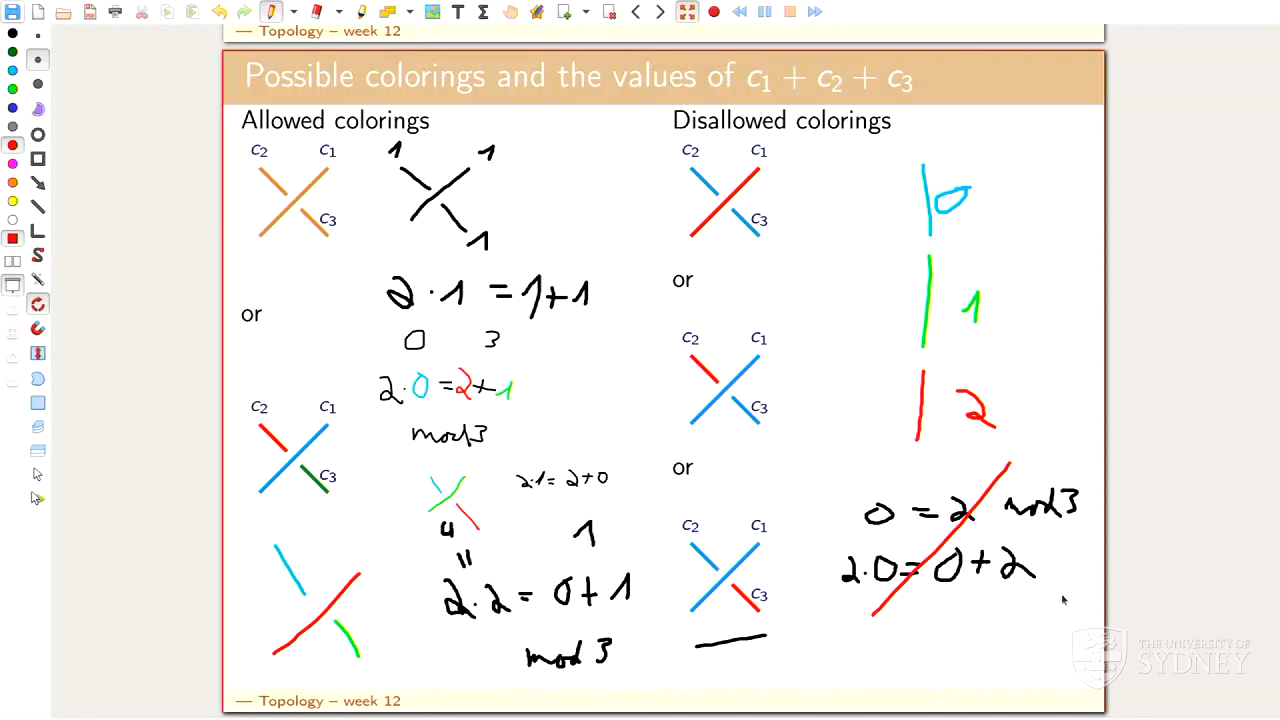 — Topology – week 12
Possible colorings and the values of c₁ + c₂ + c₃
Allowed colorings
c₂ c₁
c₃
1 1
1
2·1 = 1+1
0 3
or
2·0 = 2+1
mod 3
c₂ c₁
c₃
2·1 = 2+0
4 1
=
2·2 = 0+1
mod 3
Disallowed colorings
c₂ c₁
c₃
or
c₂ c₁
c₃
or
c₂ c₁
c₃
0
1
2
0 = 2 mod 3
2·0 = 0+2
THE UNIVERSITY OF
SYDNEY
— Topology – week 12